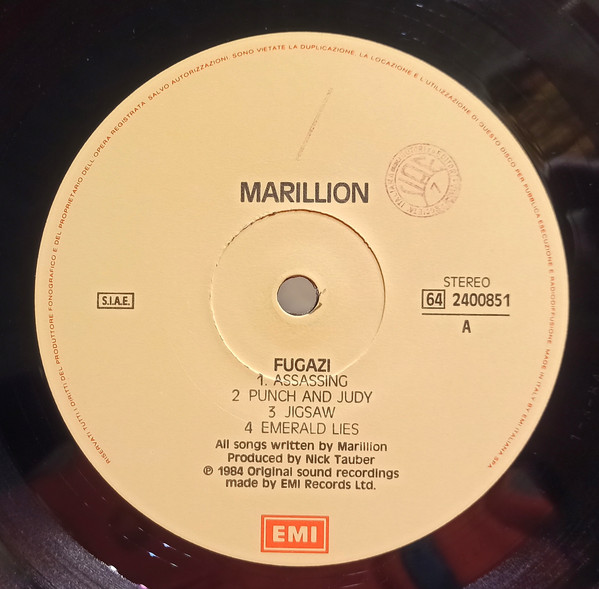 RISERVATI TUTTI I DIRITTI DEL PRODUTTORE FONOGRAFICO E DEL PROPRIETARIO DELL'OPERA REGISTRATA. SALVO AUTORIZZAZIONI, SONO VIETATE LA DUPLICAZIONE, LA LOCAZIONE E L'UTILIZZAZIONE DI QUESTO DISCO PER PUBBLICA ESECUZIONE E RADIODIFFUSIONE. MADE IN ITALY BY EMI ITALIANA SPA
MARILLION
STEREO
S.I.A.E.
64 2400851
A
FUGAZI
1. ASSASSING
2 PUNCH AND JUDY
3 JIGSAW
4 EMERALD LIES
All songs written by Marillion
Produced by Nick Tauber
℗ 1984 Original sound recordings
made by EMI Records Ltd.
EMI